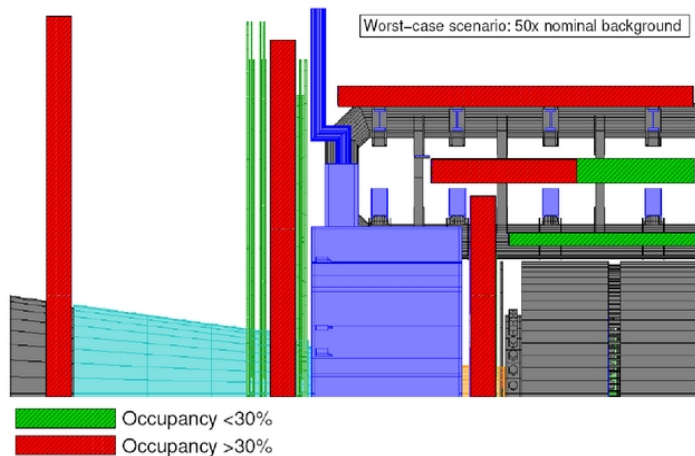 Worst-case scenario: 50x nominal background
Occupancy <30%
Occupancy >30%